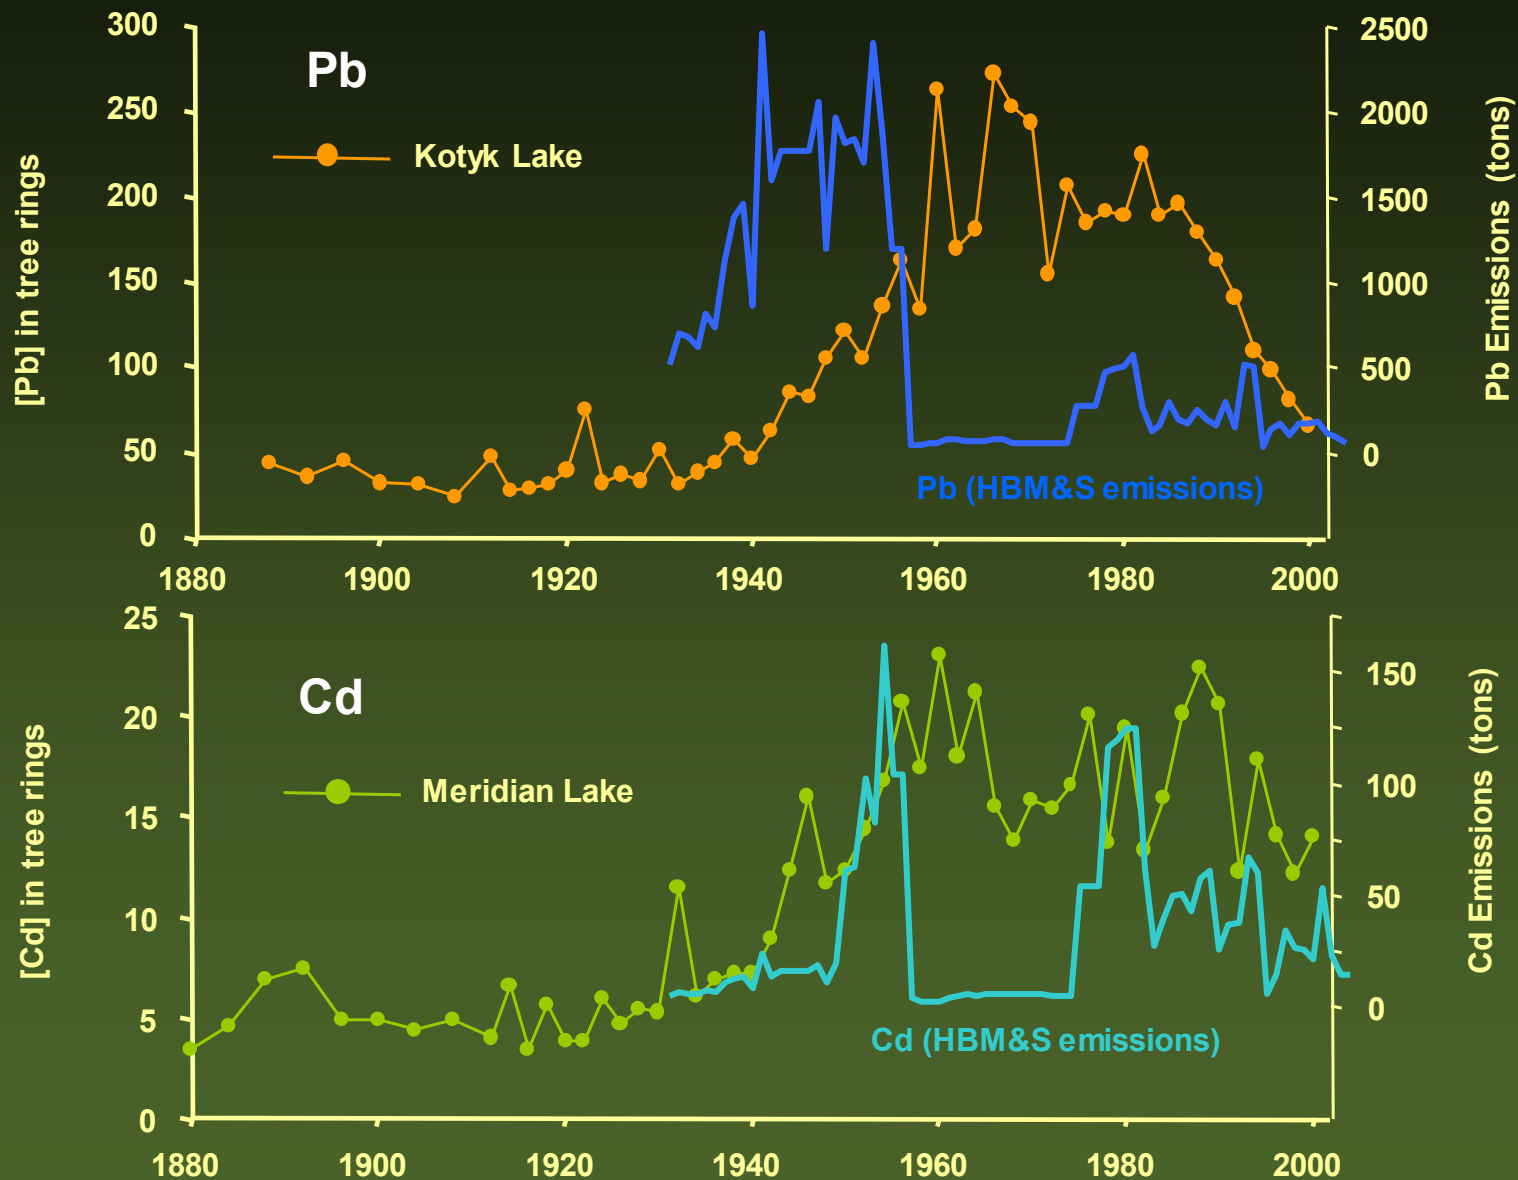 300
250
200
150
100
50
0
[Pb] in tree rings
Pb
Kotyk Lake
2500
2000
1500
1000
500
0
Pb Emissions (tons)
Pb (HBM&S emissions)
1880 1900 1920 1940 1960 1980 2000
25
20
15
10
5
0
[Cd] in tree rings
Cd
Meridian Lake
150
100
50
0
Cd Emissions (tons)
Cd (HBM&S emissions)
1880 1900 1920 1940 1960 1980 2000